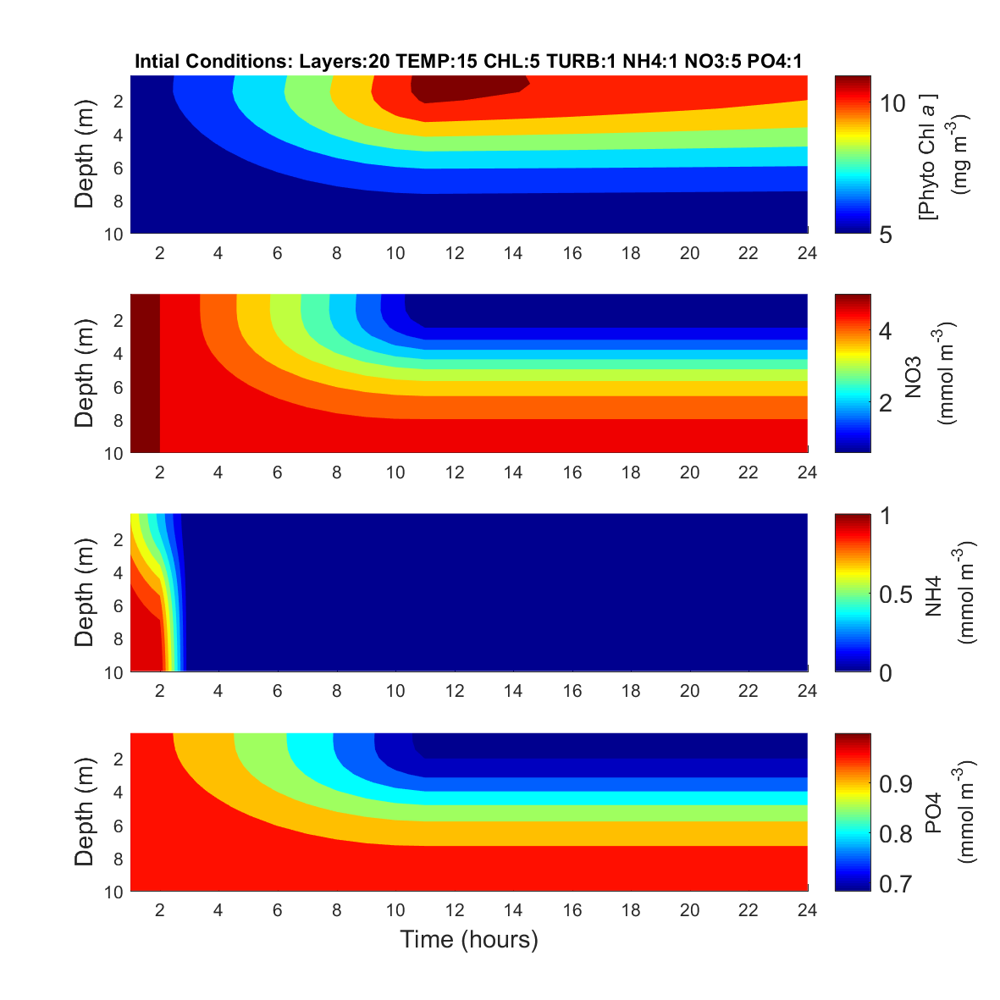 Intial Conditions: Layers:20 TEMP:15 CHL:5 TURB:1 NH4:1 NO3:5 PO4:1
Depth (m)
2
4
6
8
10
2 4 6 8 10 12 14 16 18 20 22 24
10
5
[Phyto Chl a ]
(mg m-3)
Depth (m)
2
4
6
8
10
2 4 6 8 10 12 14 16 18 20 22 24
4
2
NO3
(mmol m-3)
Depth (m)
2
4
6
8
10
2 4 6 8 10 12 14 16 18 20 22 24
1
0.5
0
NH4
(mmol m-3)
Depth (m)
2
4
6
8
10
2 4 6 8 10 12 14 16 18 20 22 24
Time (hours)
0.9
0.8
0.7
PO4
(mmol m-3)